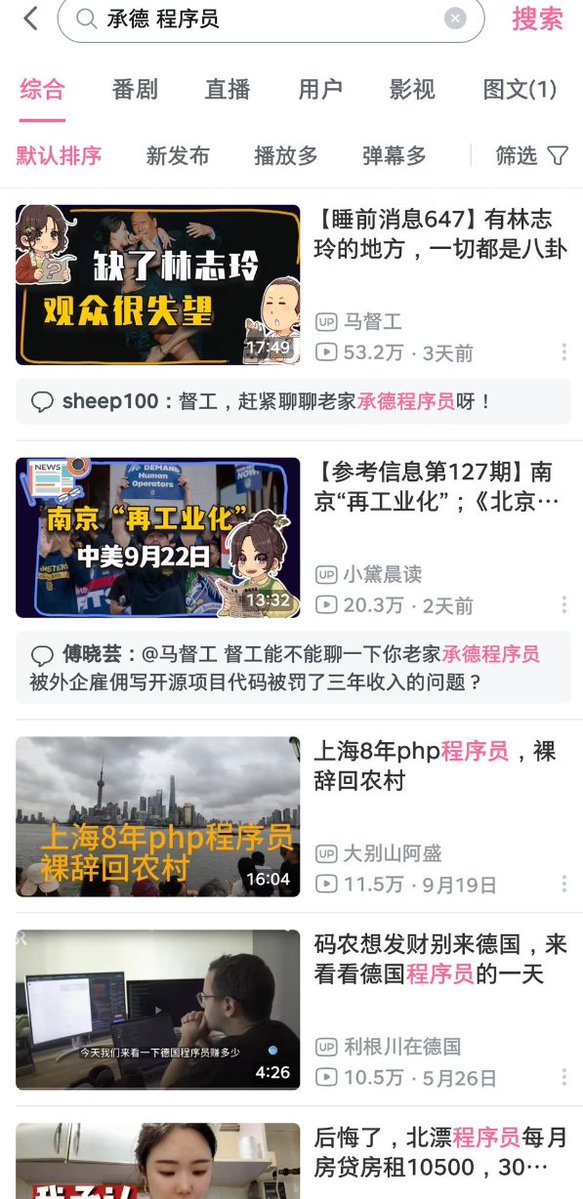 承德 程序员
搜索
综合
番剧
直播
用户
影视
图文(1)
默认排序
新发布
播放多
弹幕多
筛选
缺了林志玲
观众很失望
17:49
【睡前消息647】有林志
玲的地方，一切都是八卦
UP 马督工
53.2万 · 3天前
sheep100：督工，赶紧聊聊老家承德程序员呀！
NEWS
WE DEMAND
Human
Operators
南京“再工业化”
中美9月22日
13:32
【参考信息第127期】南
京“再工业化”；《北京…
UP 小黛晨读
20.3万 · 2天前
傅晓芸：@马督工 督工能不能聊一下你老家承德程序员
被外企雇佣写开源项目代码被罚了三年收入的问题？
上海8年php程序员
裸辞回农村
16:04
上海8年php程序员，裸
辞回农村
UP 大别山阿盛
11.5万 · 9月19日
今天我们来看一下德国程序员赚多少
4:26
码农想发财别来德国，来
看看德国程序员的一天
UP 利根川在德国
10.5万 · 5月26日
后悔了，北漂程序员每月
房贷房租10500，30…